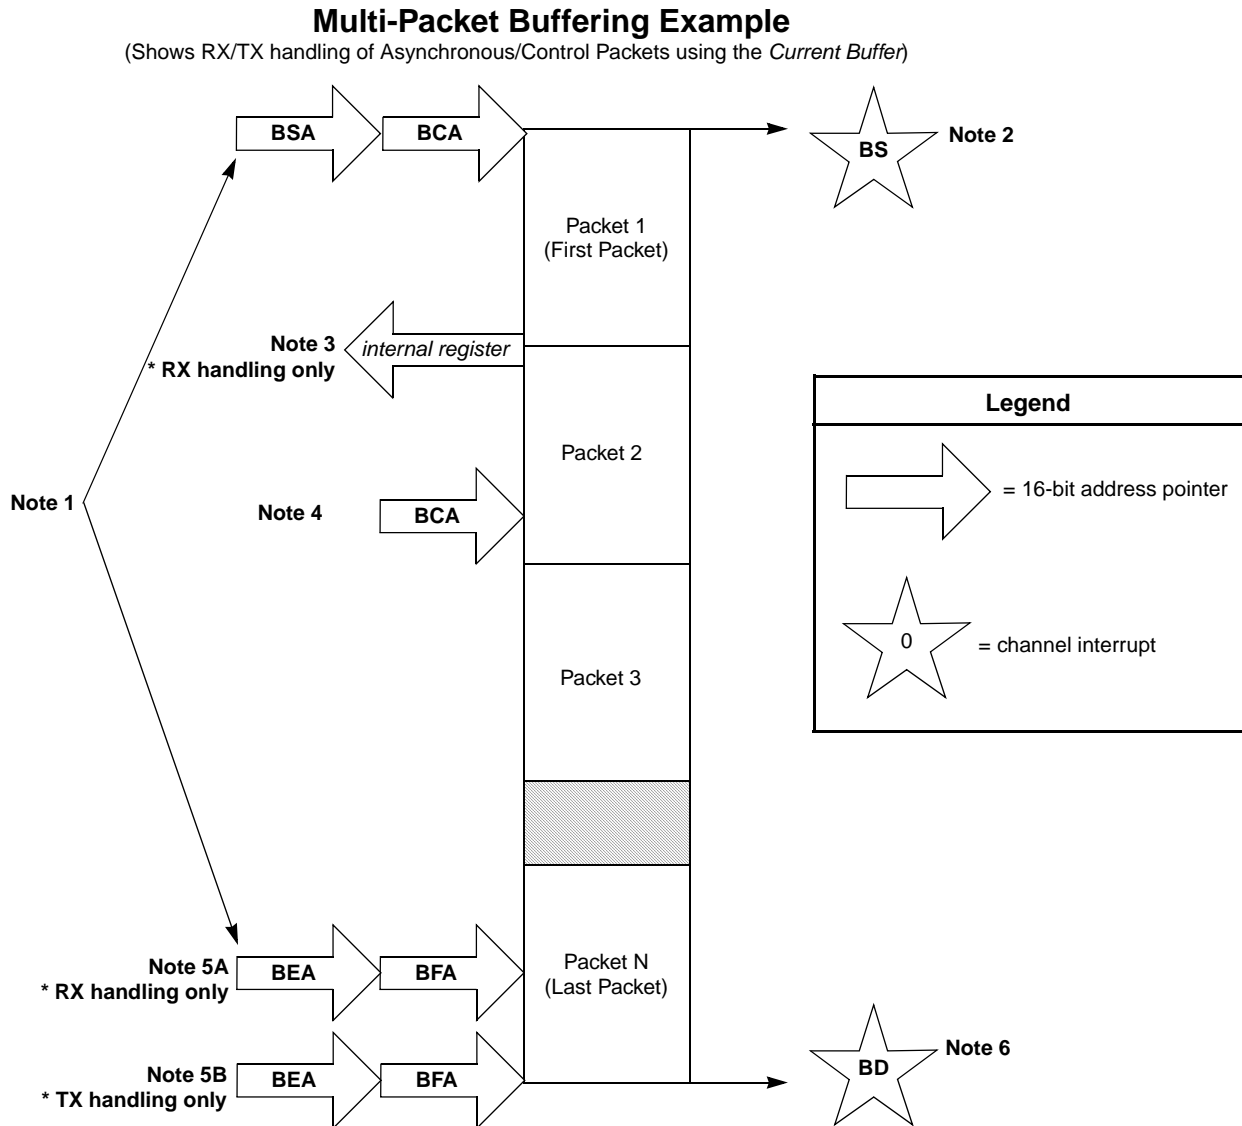 Multi-Packet Buffering Example
(Shows RX/TX handling of Asynchronous/Control Packets using the Current Buffer)
BSA
BCA
BS
Note 2
Packet 1
(First Packet)
Note 3
* RX handling only
internal register
Legend
Packet 2
= 16-bit address pointer
Note 1
Note 4
BCA
0
= channel interrupt
Packet 3
Note 5A
* RX handling only
BEA
BFA
Packet N
(Last Packet)
Note 5B
* TX handling only
BEA
BFA
BD
Note 6